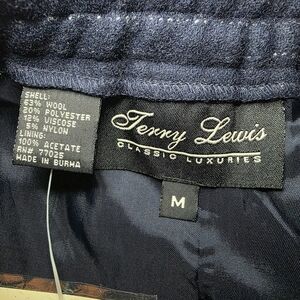 SHELL:
63% WOOL
20% POLYESTER
12% VISCOSE
5% NYLON
LINING:
100% ACETATE
RN# 77025
MADE IN BURMA
Terry Lewis
CLASSIC LUXURIES
M